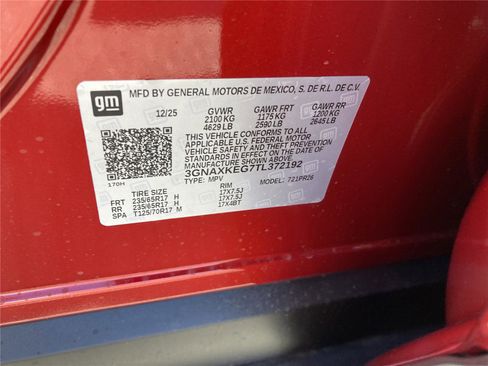 gm
MFD BY GENERAL MOTORS DE MEXICO, S. DE R.L. DE C.V.
12/25 GVWR GAWR FRT GAWR RR
2100 KG 1175 KG 1200 KG
4629 LB 2590 LB 2645 LB
THIS VEHICLE CONFORMS TO ALL
APPLICABLE U.S. FEDERAL MOTOR
VEHICLE SAFETY, BUMPER, AND THEFT
PREVENTION STANDARDS IN EFFECT ON THE DATE OF
MANUFACTURE SHOWN ABOVE.
3GNAXKEG7TL372192
170H TYPE: MPV MODEL: 721PR26
TIRE SIZE RIM
FRT 235/65R17 H 17X7.5J
RR 235/65R17 H 17X7.5J
SPA T125/70R17 M 17X4BT